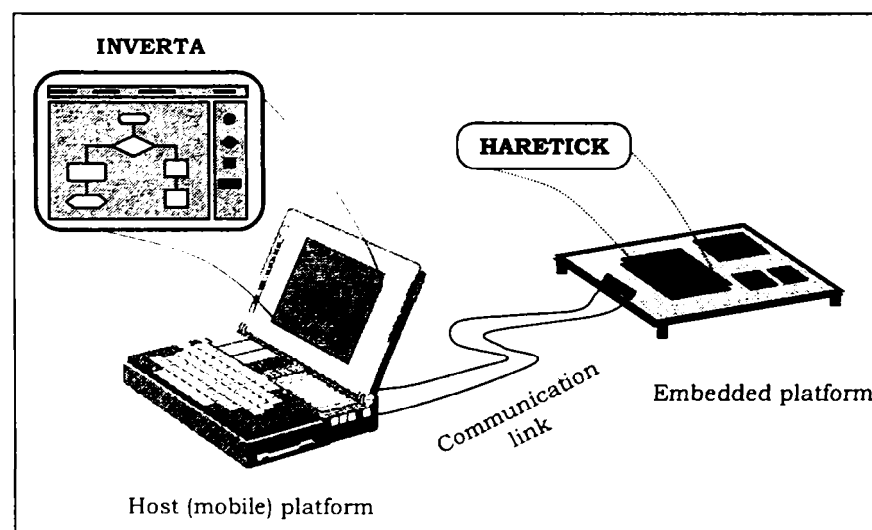 INVERTA
HARETICK
Embedded platform
Communication
link
Host (mobile) platform